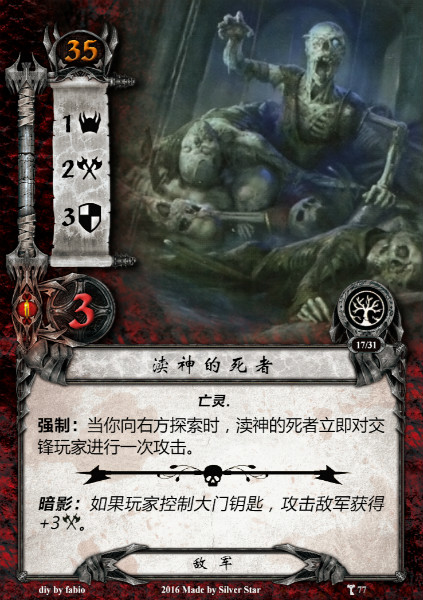 35
1
2
3
3
17/31
渎神的死者
亡灵.
强制：当你向右方探索时，渎神的死者立即对交
锋玩家进行一次攻击。
暗影：如果玩家控制大门钥匙，攻击敌军获得
+3。
敌军
diy by fabio
2016 Made by Silver Star
77